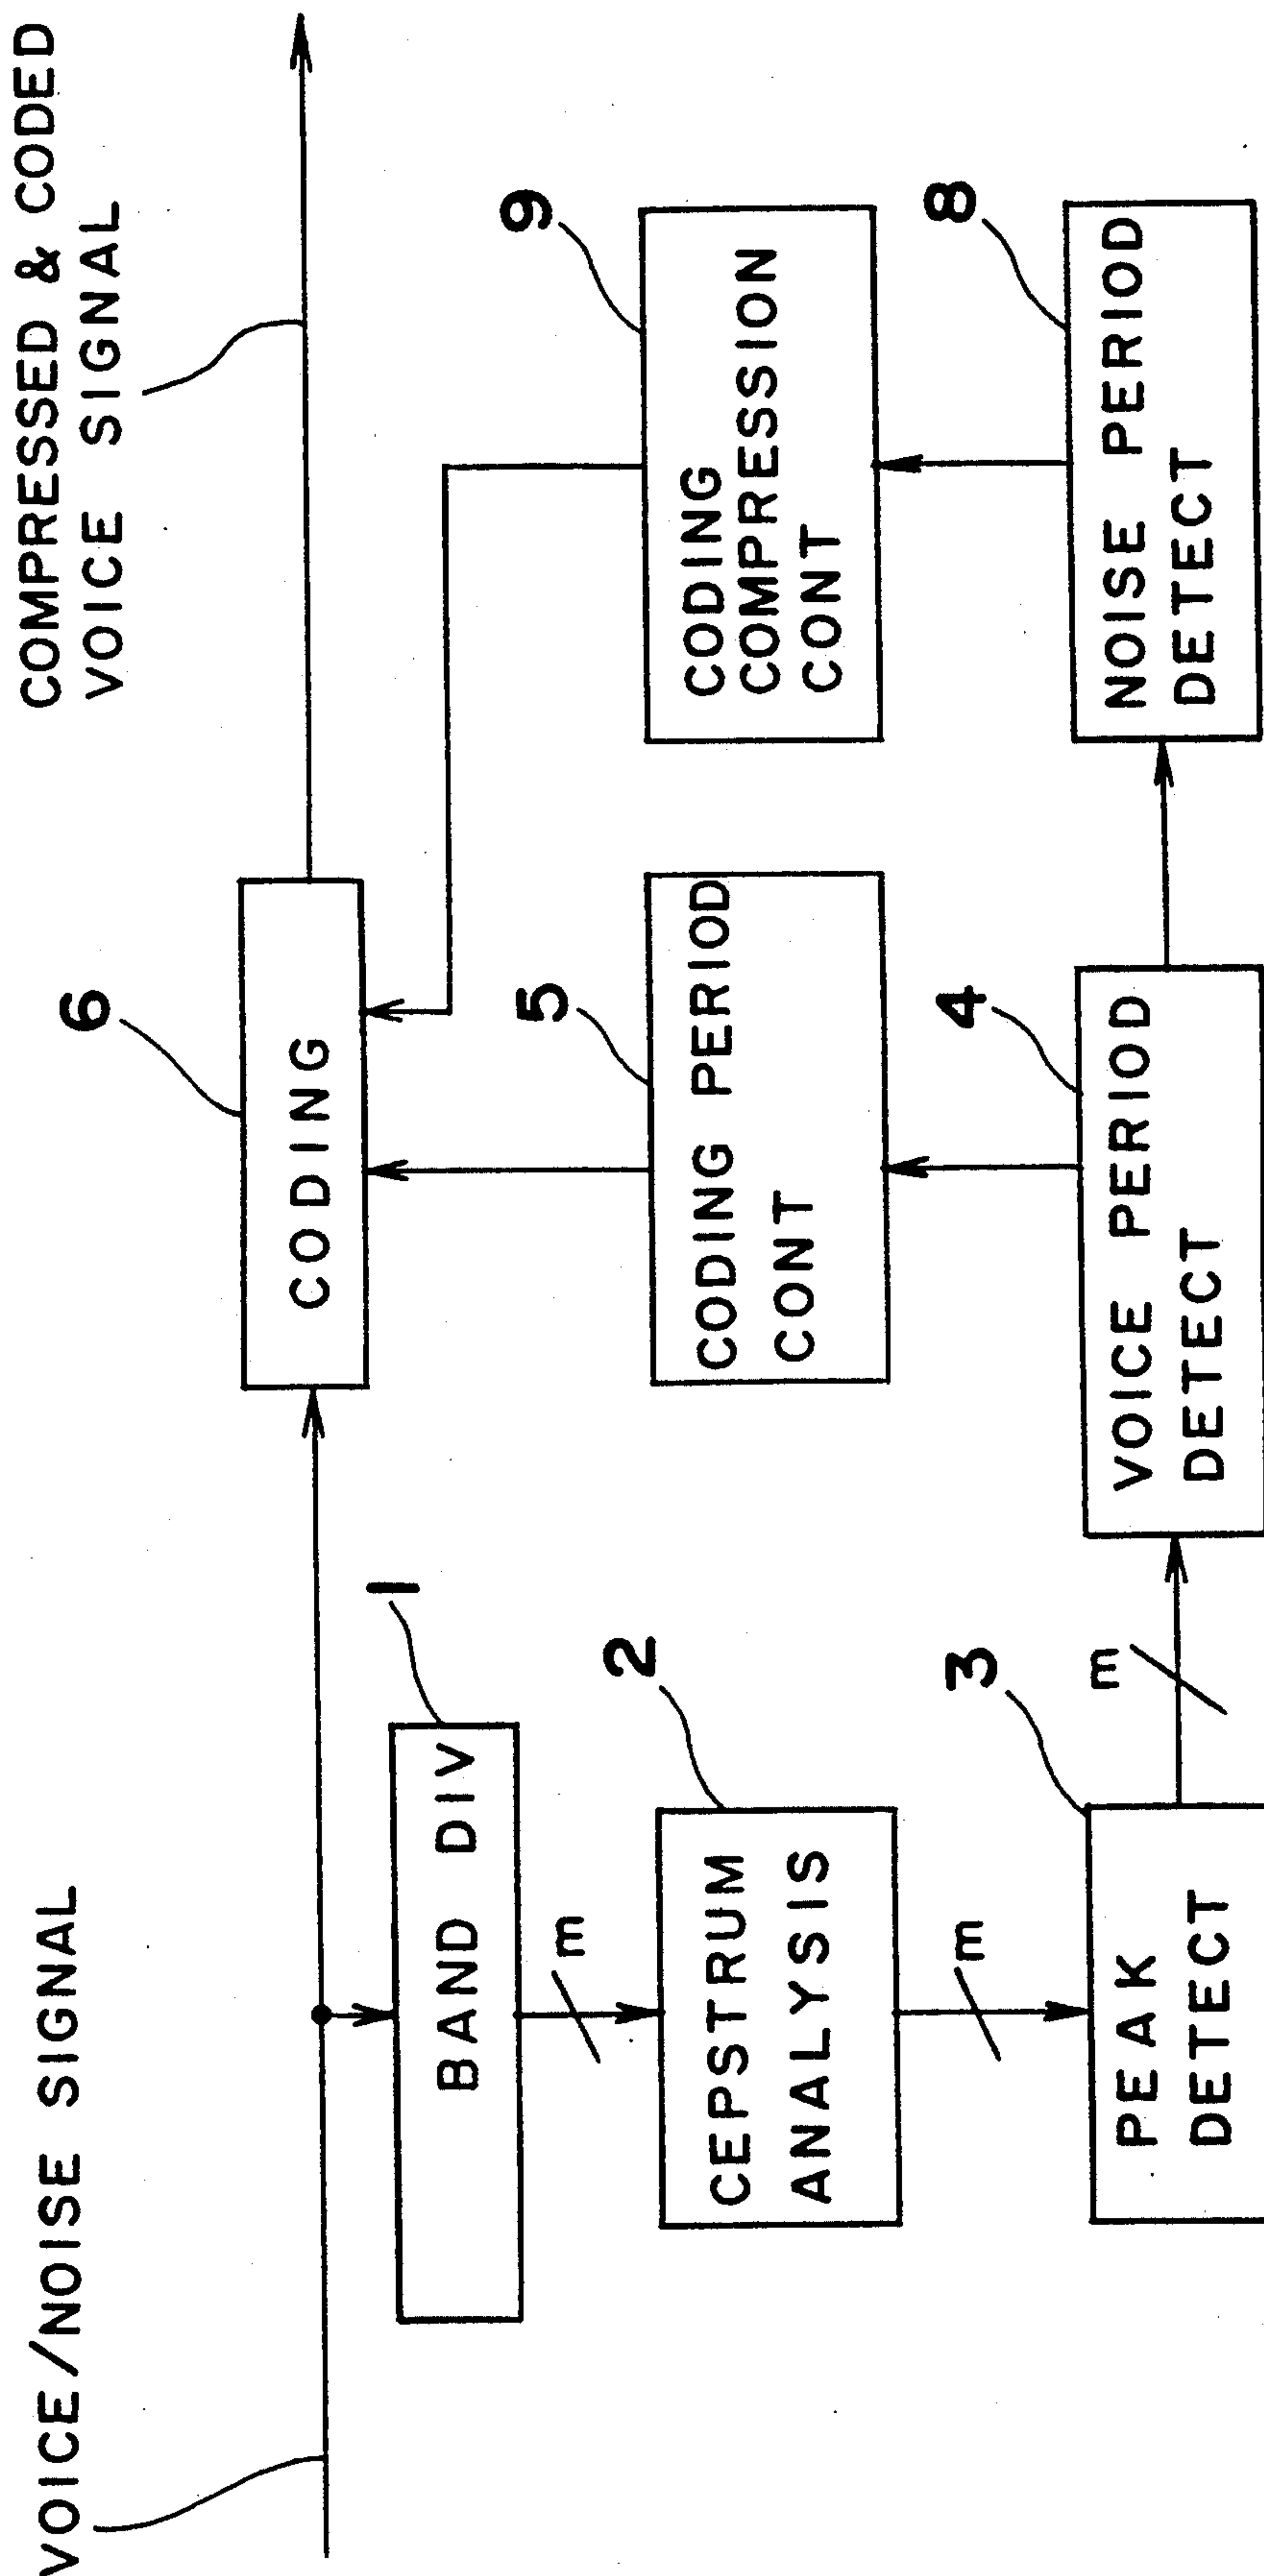 VOICE/NOISE SIGNAL
COMPRESSED & CODED
VOICE SIGNAL
6
CODING
1
BAND DIV
m
2
CEPSTRUM
ANALYSIS
m
3
PEAK
DETECT
m
4
VOICE PERIOD
DETECT
5
CODING PERIOD
CONT
9
CODING
COMPRESSION
CONT
8
NOISE PERIOD
DETECT